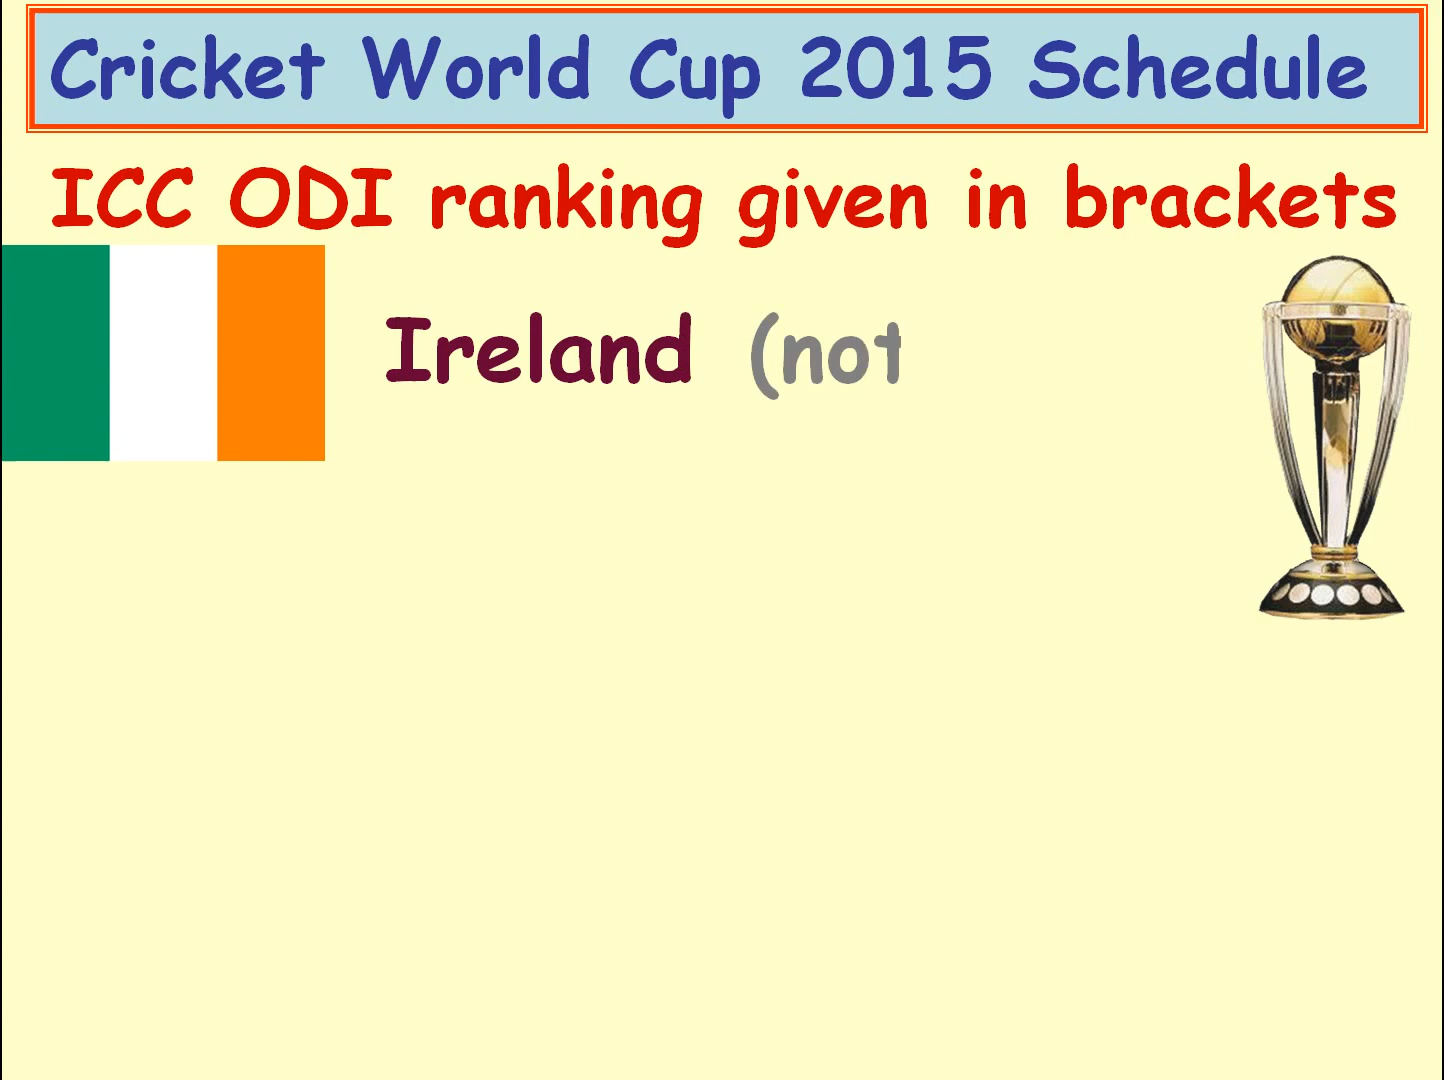 Cricket World Cup 2015 Schedule
ICC ODI ranking given in brackets
Ireland (not